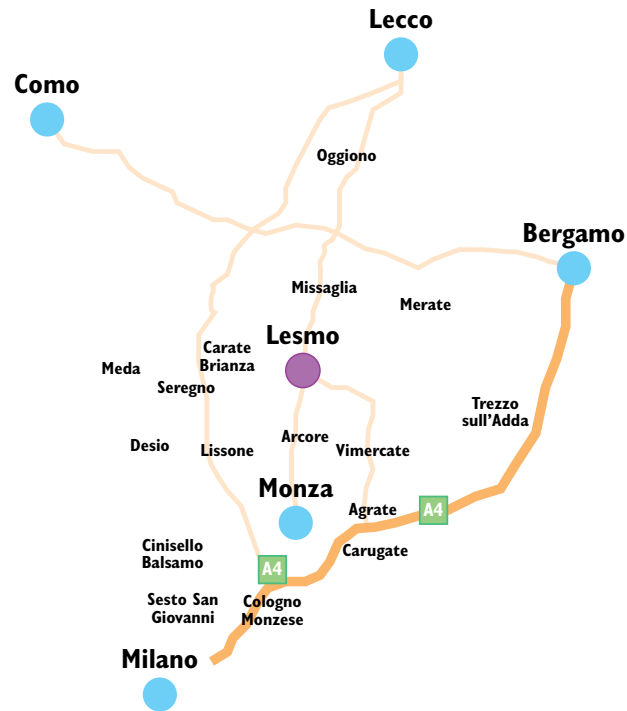 Lecco
Como
Oggiono
Bergamo
Missaglia
Merate
Lesmo
Carate
Brianza
Meda
Seregno
Trezzo
sull'Adda
Arcore
Desio
Lissone
Vimercate
Monza
Agrate
A4
Carugate
Cinisello
Balsamo
A4
Sesto San
Giovanni
Cologno
Monzese
Milano